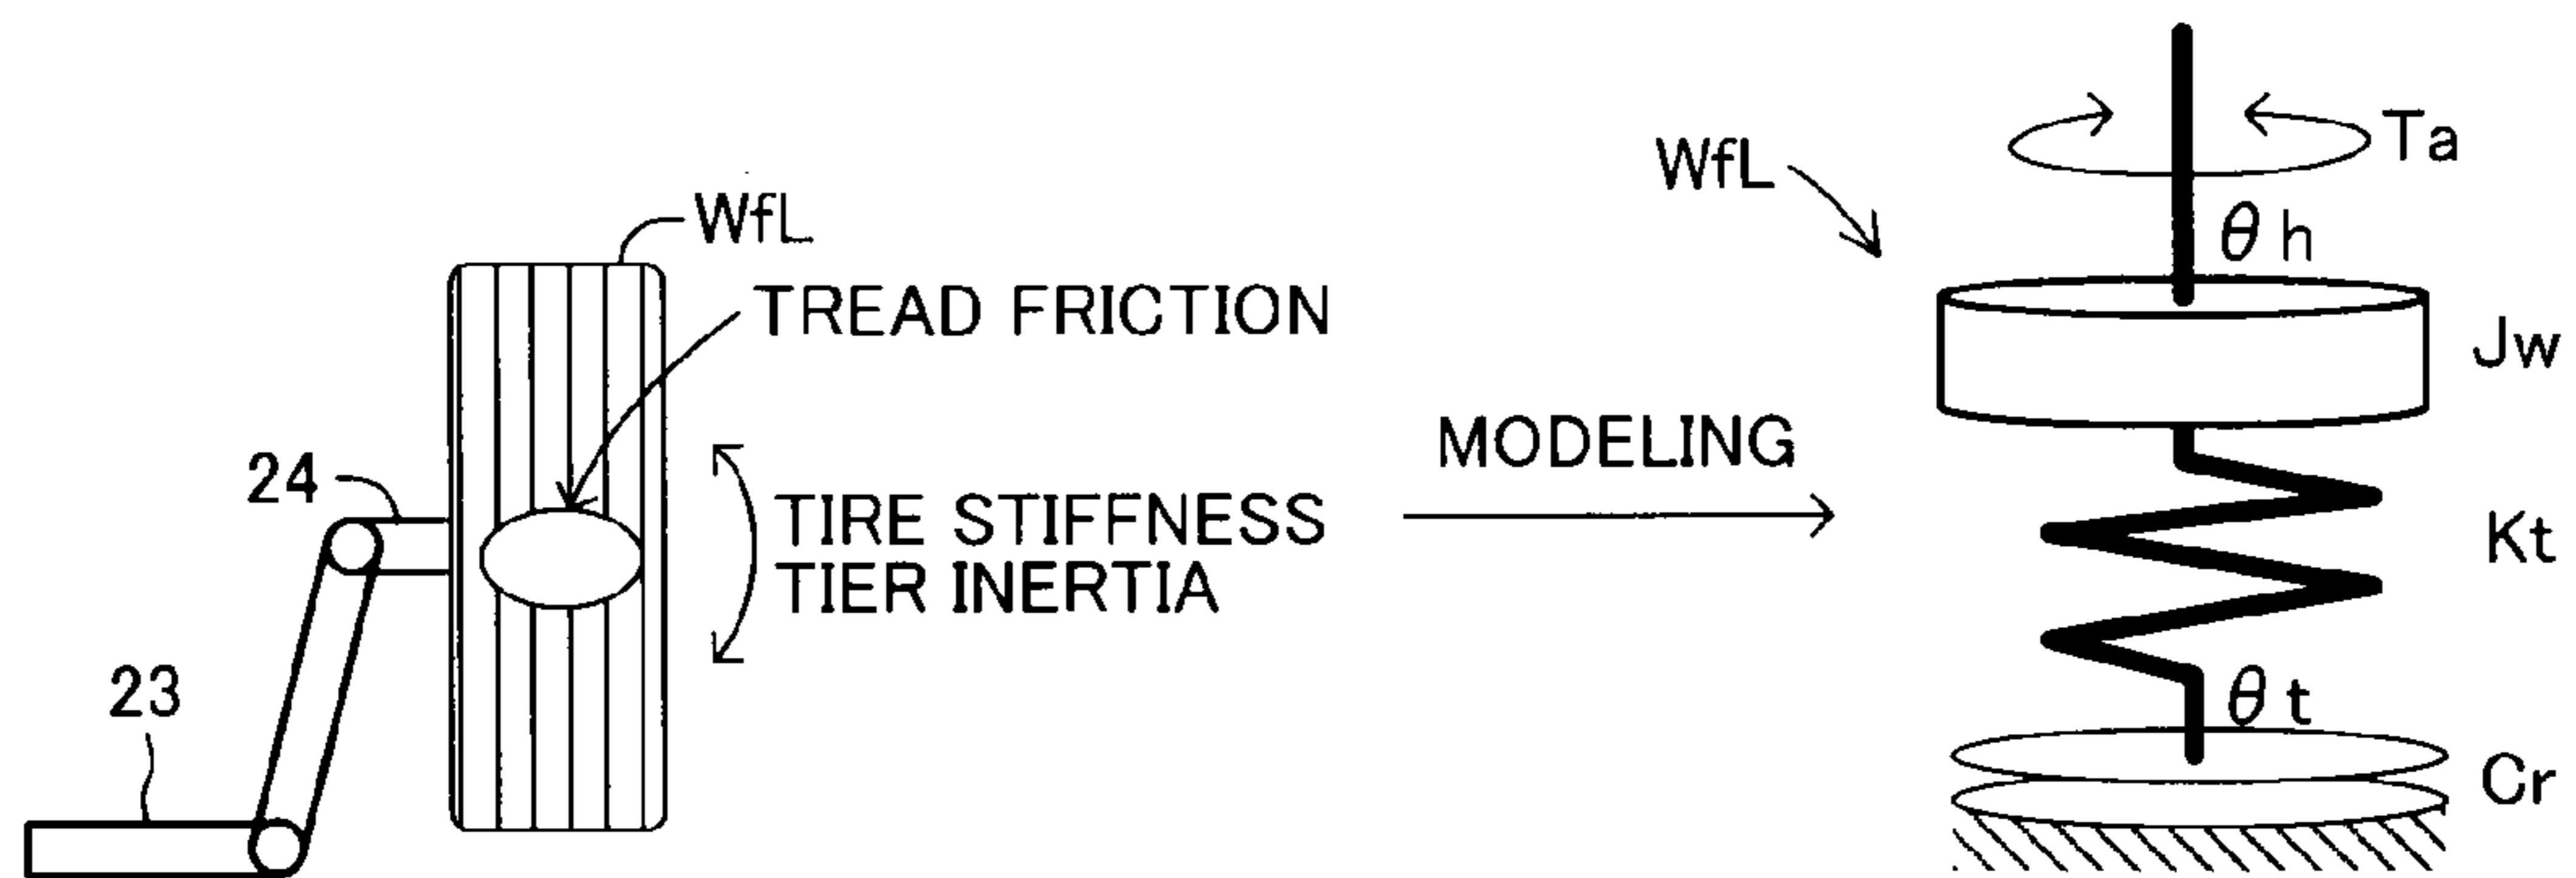 WfL
TREAD FRICTION
24
TIRE STIFFNESS
TIER INERTIA
23
MODELING
WfL
Ta
θh
Jw
Kt
θt
Cr